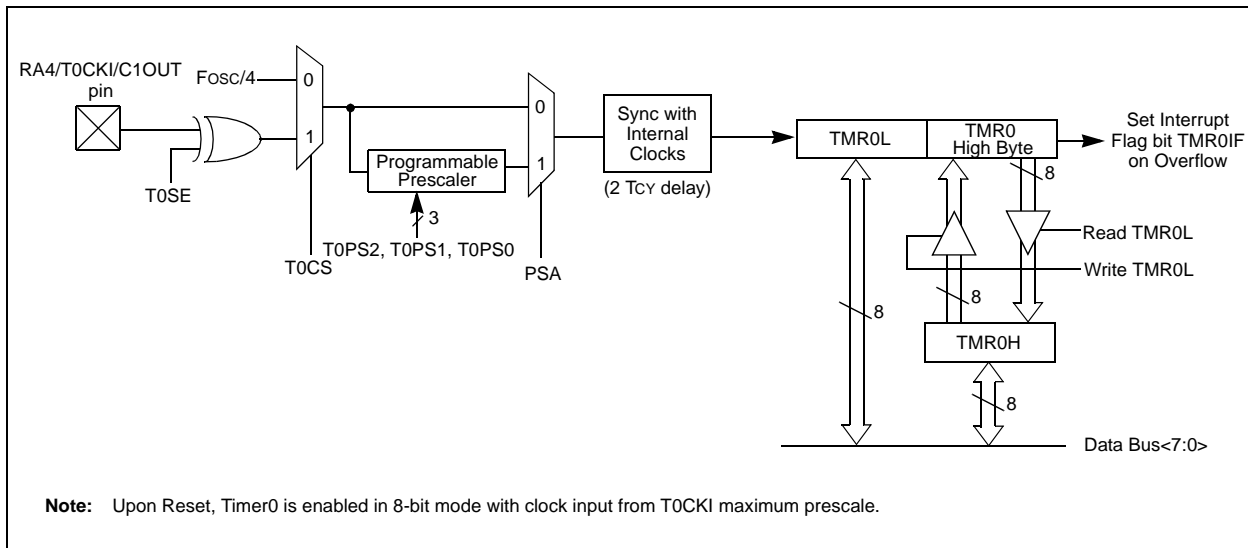 RA4/T0CKI/C1OUT
pin
FOSC/4
0
1
T0SE
T0CS
Programmable
Prescaler
3
T0PS2, T0PS1, T0PS0
0
1
PSA
Sync with
Internal
Clocks
(2 TCY delay)
TMR0L
TMR0
High Byte
Set Interrupt
Flag bit TMR0IF
on Overflow
8
Read TMR0L
Write TMR0L
8
8
TMR0H
8
Data Bus<7:0>
Note: Upon Reset, Timer0 is enabled in 8-bit mode with clock input from T0CKI maximum prescale.